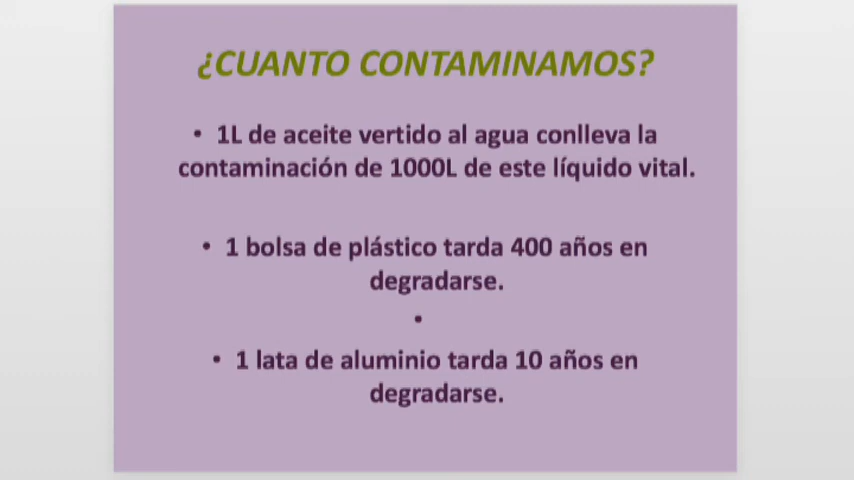 ¿CUANTO CONTAMINAMOS?
• 1L de aceite vertido al agua conlleva la
contaminación de 1000L de este líquido vital.
• 1 bolsa de plástico tarda 400 años en
degradarse.
•
• 1 lata de aluminio tarda 10 años en
degradarse.